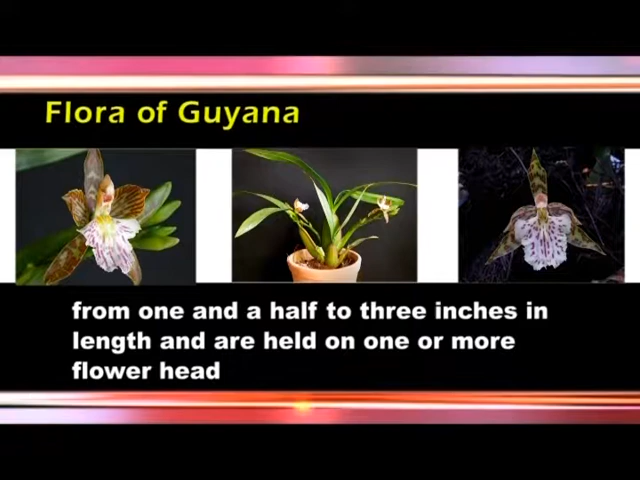 Flora of Guyana
from one and a half to three inches in
length and are held on one or more
flower head